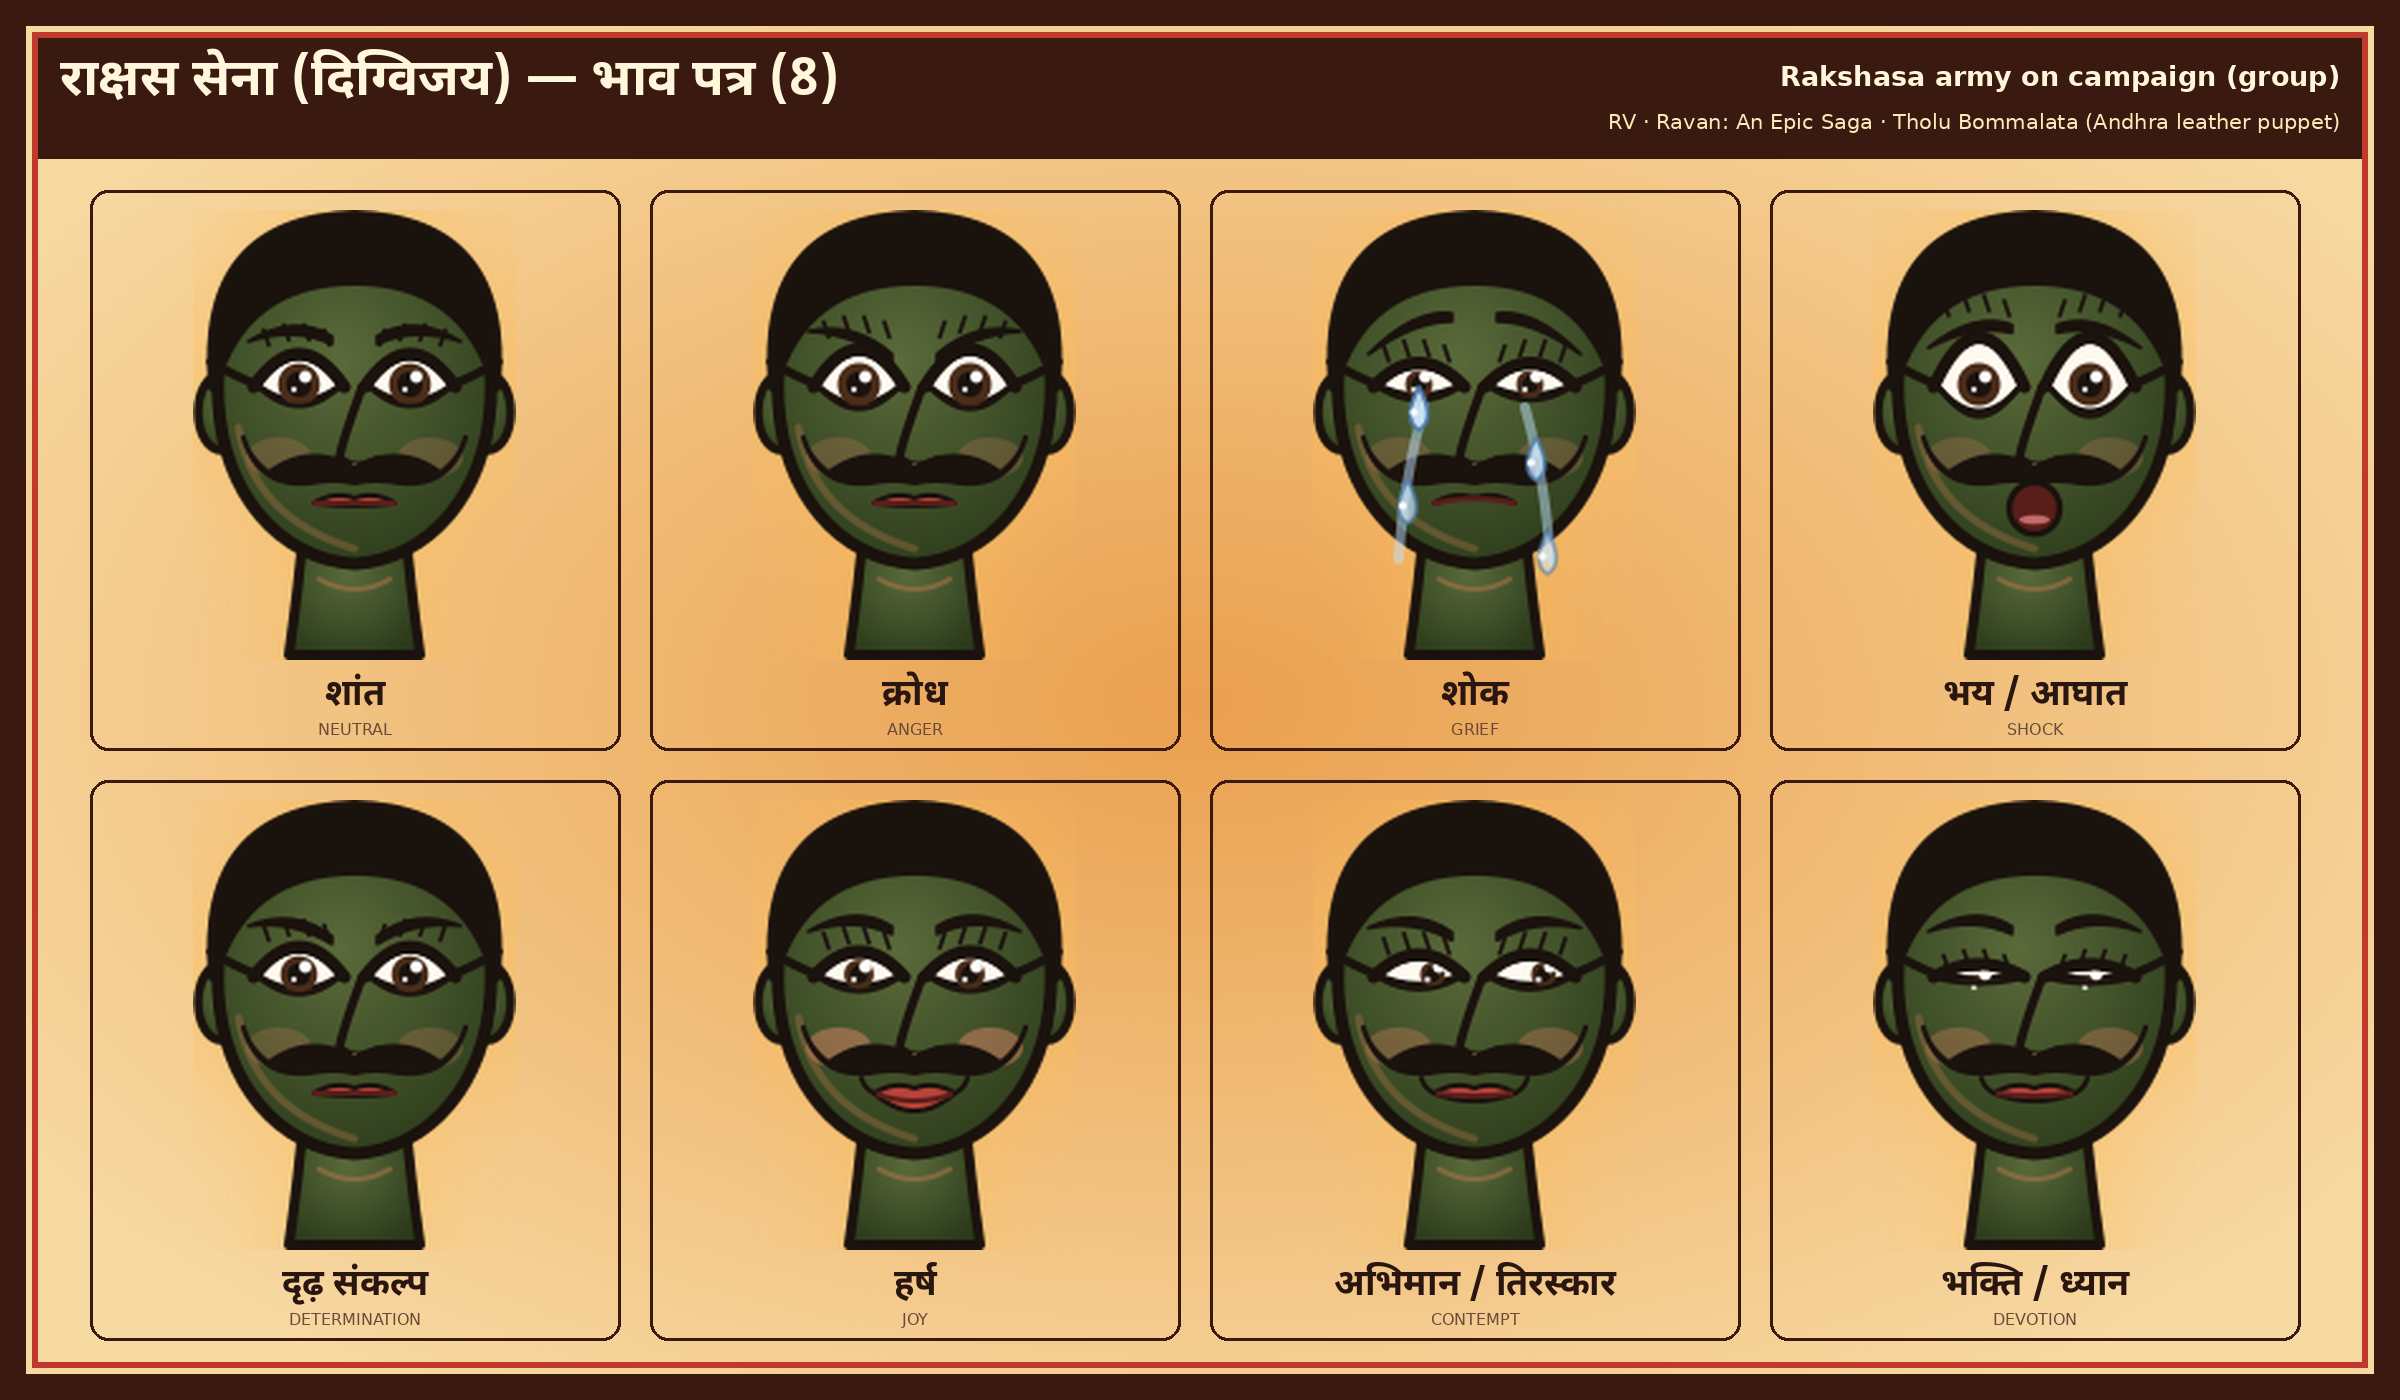 राक्षस सेना (दिग्विजय) — भाव पत्र (8)
Rakshasa army on campaign (group)
RV · Ravan: An Epic Saga · Tholu Bommalata (Andhra leather puppet)
शांत
NEUTRAL
क्रोध
ANGER
शोक
GRIEF
भय / आघात
SHOCK
दृढ़ संकल्प
DETERMINATION
हर्ष
JOY
अभिमान / तिरस्कार
CONTEMPT
भक्ति / ध्यान
DEVOTION